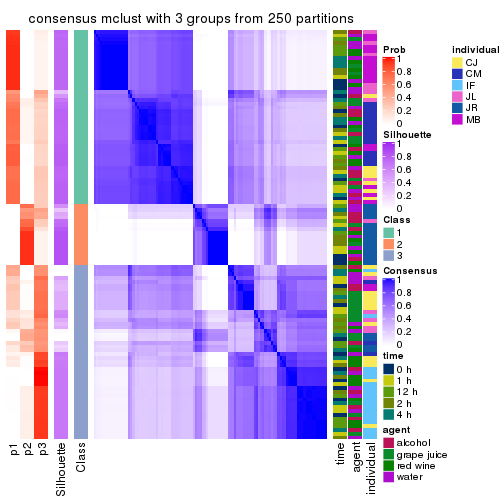 consensus mclust with 3 groups from 250 partitions
Prob
1
0.8
0.6
0.4
0.2
0
Silhouette
1
0.8
0.6
0.4
0.2
0
Class
1
2
3
Consensus
1
0.8
0.6
0.4
0.2
0
time
0 h
1 h
12 h
2 h
4 h
agent
alcohol
grape juice
red wine
water
individual
CJ
CM
IF
JL
JR
MB
p1
p2
p3
Silhouette
Class
time
agent
individual